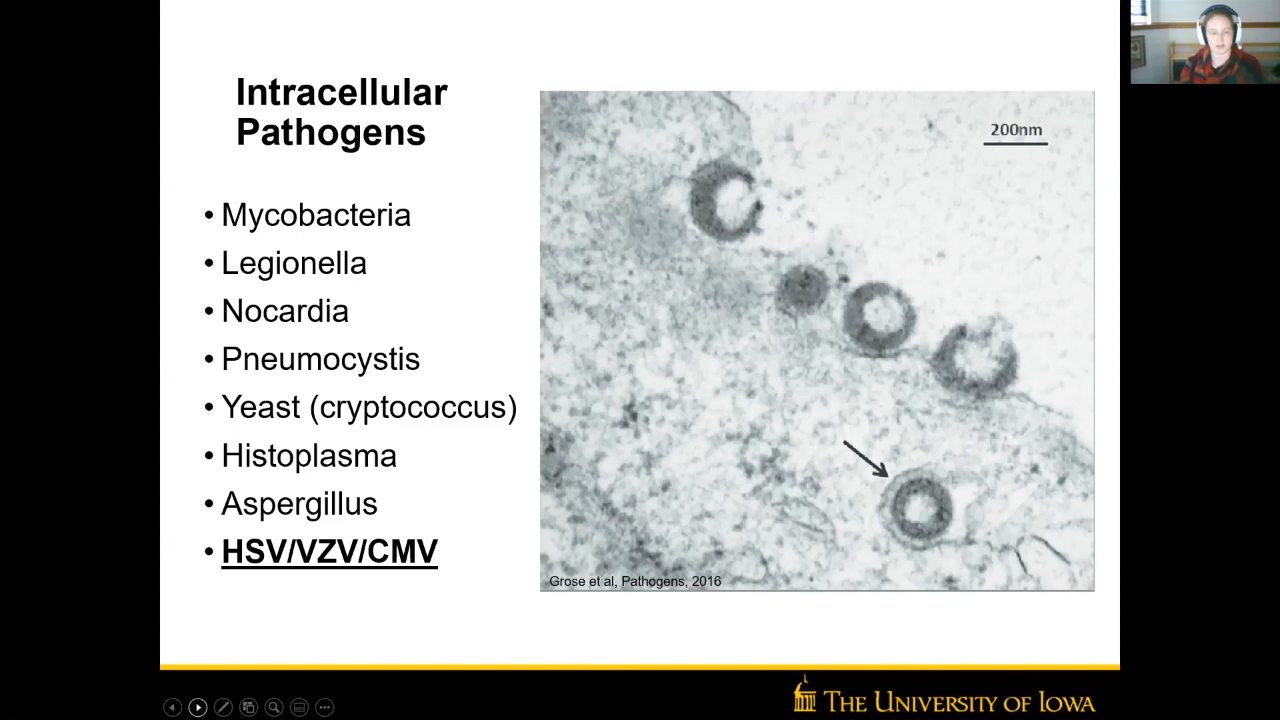 Intracellular
Pathogens
• Mycobacteria
• Legionella
• Nocardia
• Pneumocystis
• Yeast (cryptococcus)
• Histoplasma
• Aspergillus
• HSV/VZV/CMV
200nm
Grose et al, Pathogens, 2016
THE UNIVERSITY OF IOWA